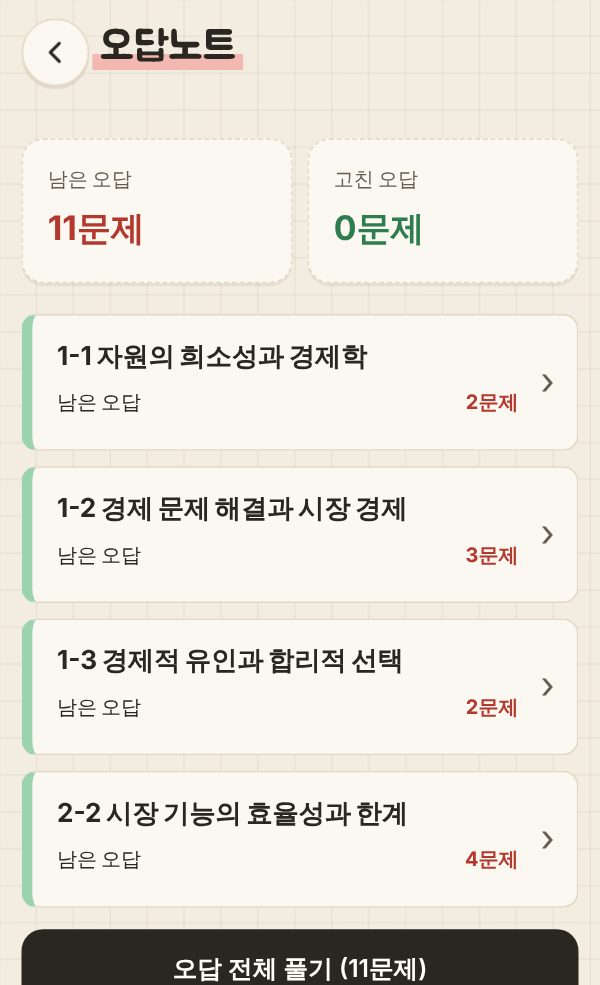 오답노트
남은 오답
11문제
고친 오답
0문제
1-1 자원의 희소성과 경제학
남은 오답
2문제
1-2 경제 문제 해결과 시장 경제
남은 오답
3문제
1-3 경제적 유인과 합리적 선택
남은 오답
2문제
2-2 시장 기능의 효율성과 한계
남은 오답
4문제
오답 전체 풀기 (11문제)